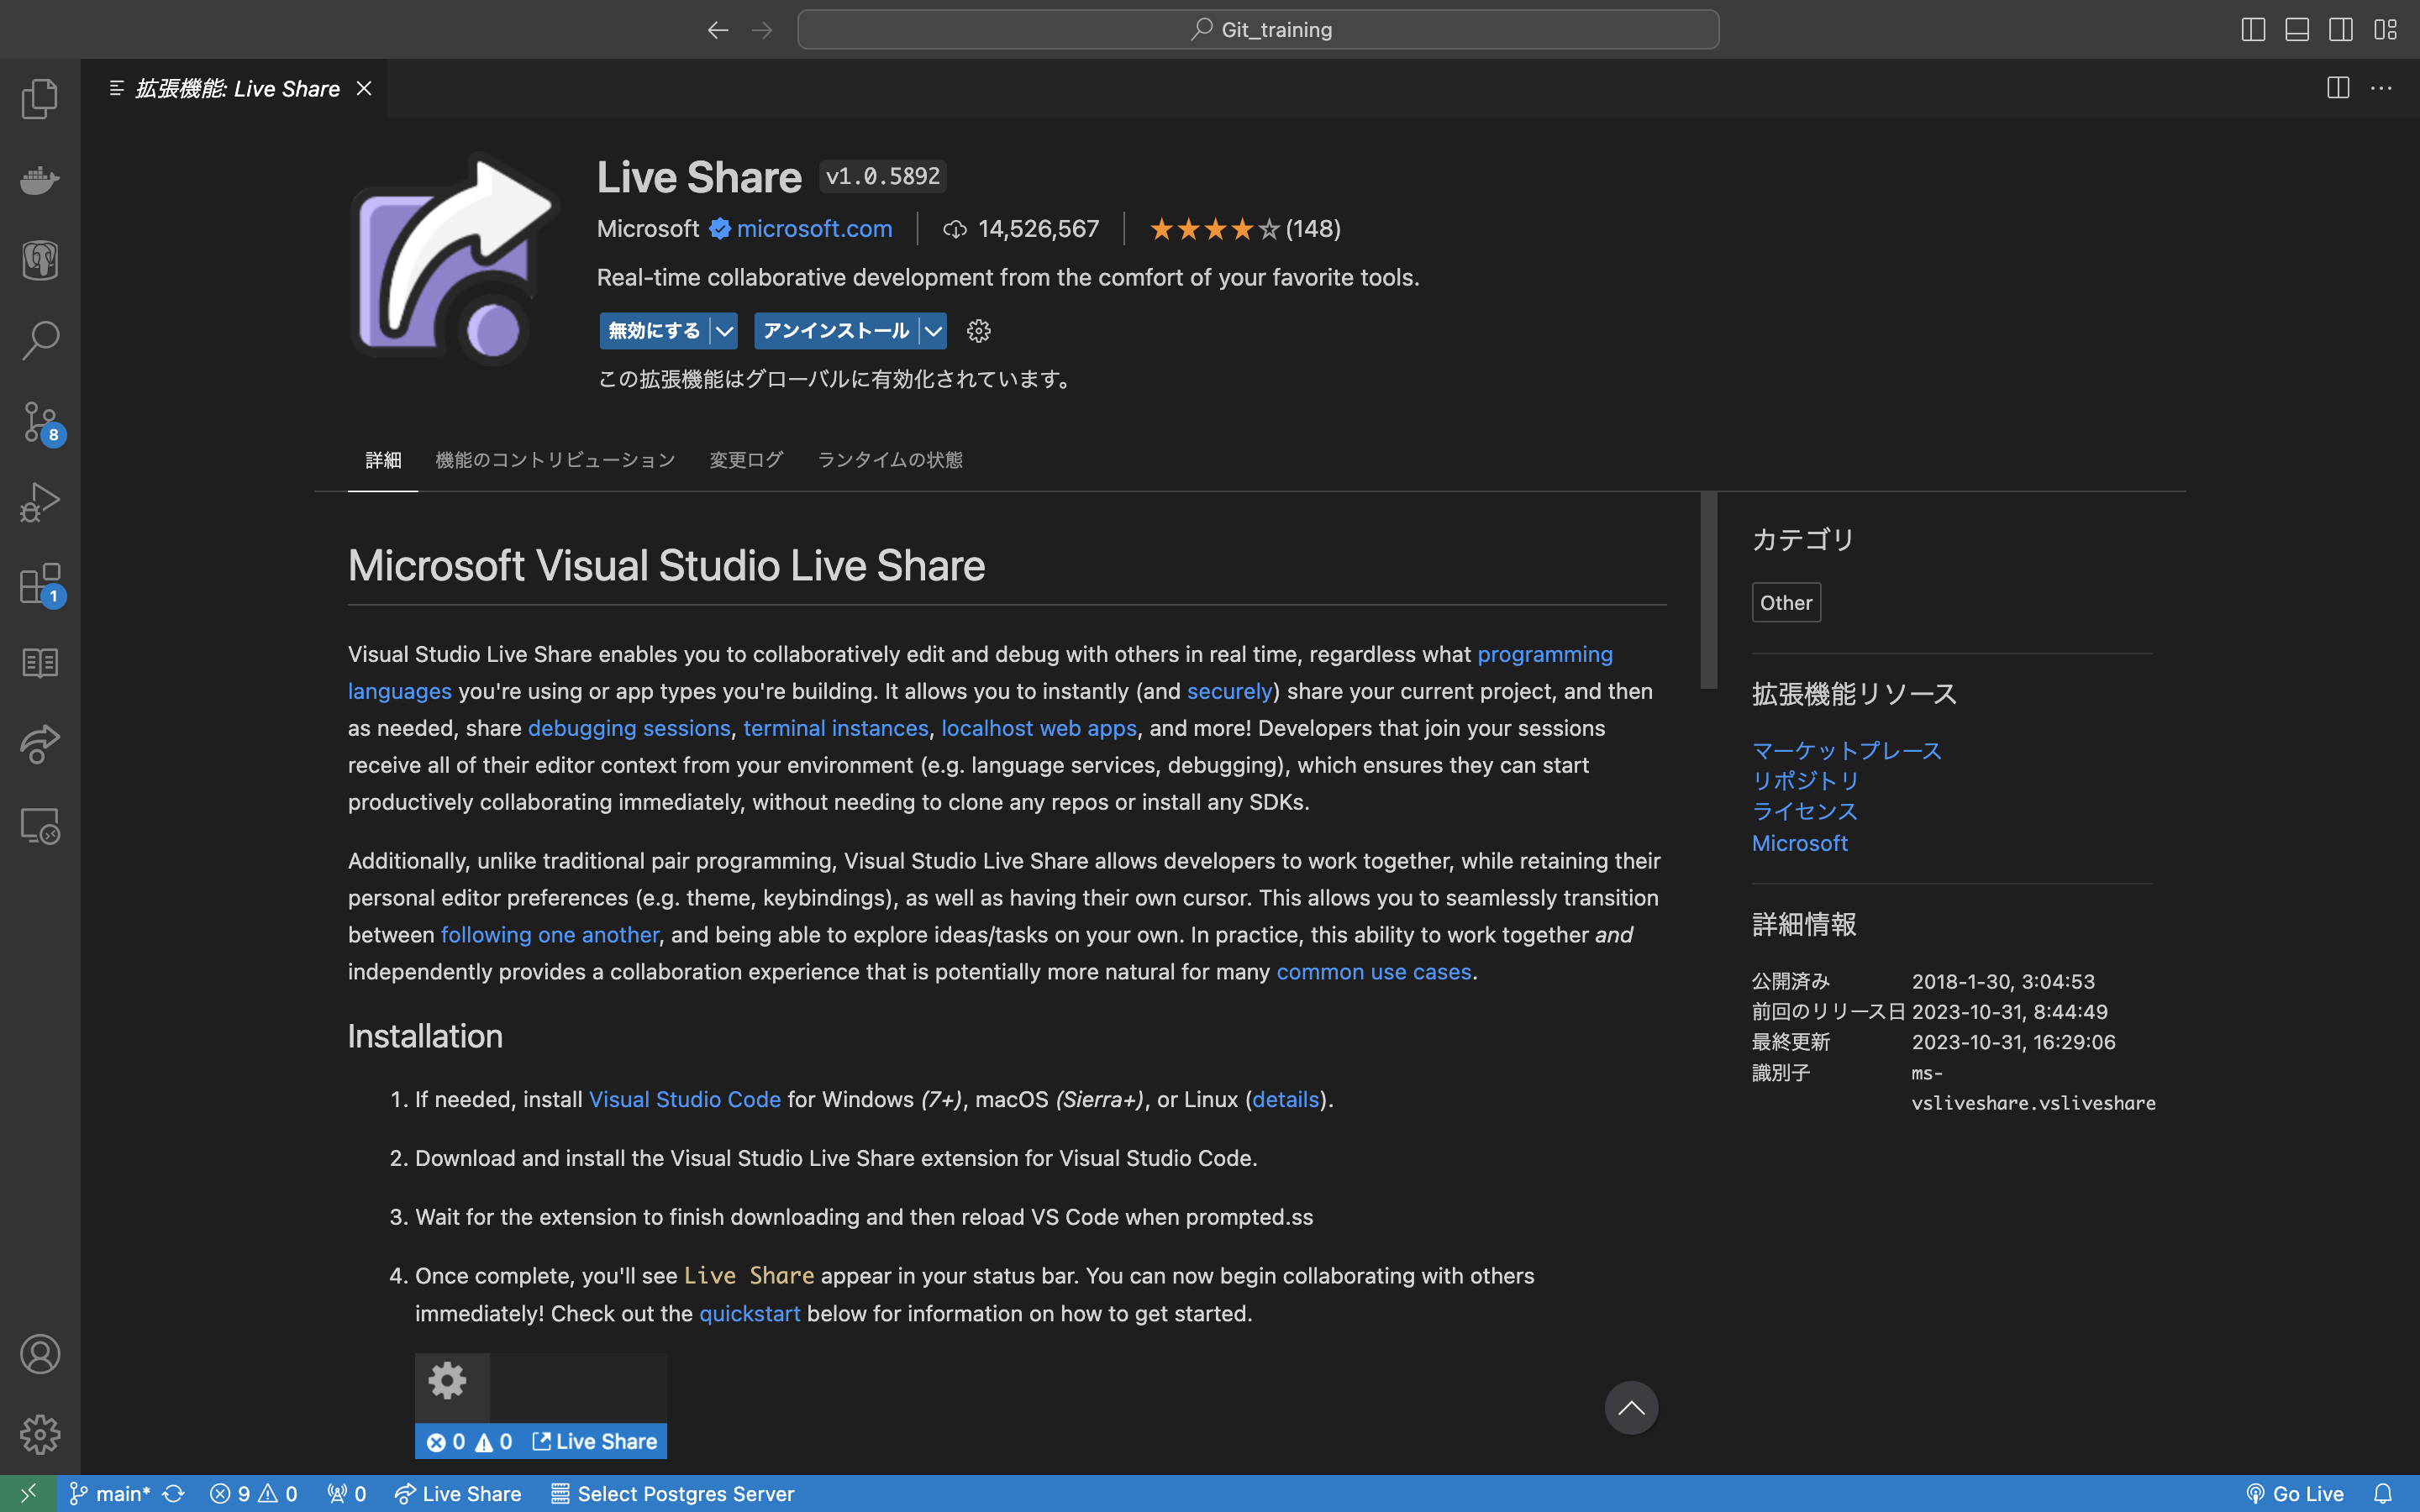 Git_training
拡張機能: Live Share
Live Share v1.0.5892
Microsoft microsoft.com 14,526,567 (148)
Real-time collaborative development from the comfort of your favorite tools.
無効にする アンインストール
この拡張機能はグローバルに有効化されています。
8
1
詳細 機能のコントリビューション 変更ログ ランタイムの状態
Microsoft Visual Studio Live Share
Visual Studio Live Share enables you to collaboratively edit and debug with others in real time, regardless what programming
languages you're using or app types you're building. It allows you to instantly (and securely) share your current project, and then
as needed, share debugging sessions, terminal instances, localhost web apps, and more! Developers that join your sessions
receive all of their editor context from your environment (e.g. language services, debugging), which ensures they can start
productively collaborating immediately, without needing to clone any repos or install any SDKs.
Additionally, unlike traditional pair programming, Visual Studio Live Share allows developers to work together, while retaining their
personal editor preferences (e.g. theme, keybindings), as well as having their own cursor. This allows you to seamlessly transition
between following one another, and being able to explore ideas/tasks on your own. In practice, this ability to work together and
independently provides a collaboration experience that is potentially more natural for many common use cases.
Installation
1. If needed, install Visual Studio Code for Windows (7+), macOS (Sierra+), or Linux (details).
2. Download and install the Visual Studio Live Share extension for Visual Studio Code.
3. Wait for the extension to finish downloading and then reload VS Code when prompted.ss
4. Once complete, you'll see Live Share appear in your status bar. You can now begin collaborating with others
immediately! Check out the quickstart below for information on how to get started.
0 0 Live Share
カテゴリ
Other
拡張機能リソース
マーケットプレース
リポジトリ
ライセンス
Microsoft
詳細情報
公開済み 2018-1-30, 3:04:53
前回のリリース日 2023-10-31, 8:44:49
最終更新 2023-10-31, 16:29:06
識別子 ms-
vsliveshare.vsliveshare
main* 9 0 0 Live Share Select Postgres Server Go Live